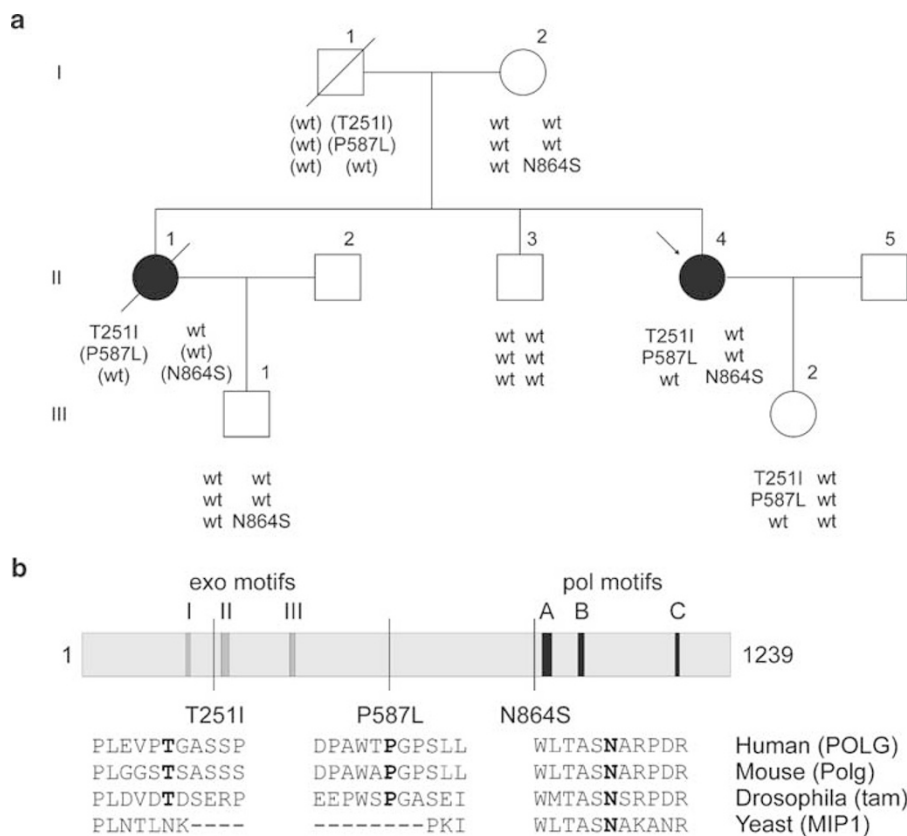 a
1 2
I
(wt) (T251I) wt wt
(wt) (P587L) wt wt
(wt) (wt) wt N864S
1 2 3 4 5
II
T251I wt wt wt T251I wt
(P587L) (wt) wt wt P587L wt
(wt) (N864S) wt wt wt N864S
1 2
III
wt wt T251I wt
wt wt P587L wt
wt N864S wt wt
b
exo motifs pol motifs
I II III A B C
1 1239
T251I P587L N864S
PLEVPTGASSP DPAWTPGPSLL WLTASNARPDR Human (POLG)
PLGGSTSASSS DPAWAPGPSLL WLTASNARPDR Mouse (Polg)
PLDVDTDSERP EEPWSPGASEI WMTASNSRPDR Drosophila (tam)
PLNTLNK---- --------PKI WLTASNAKANR Yeast (MIP1)